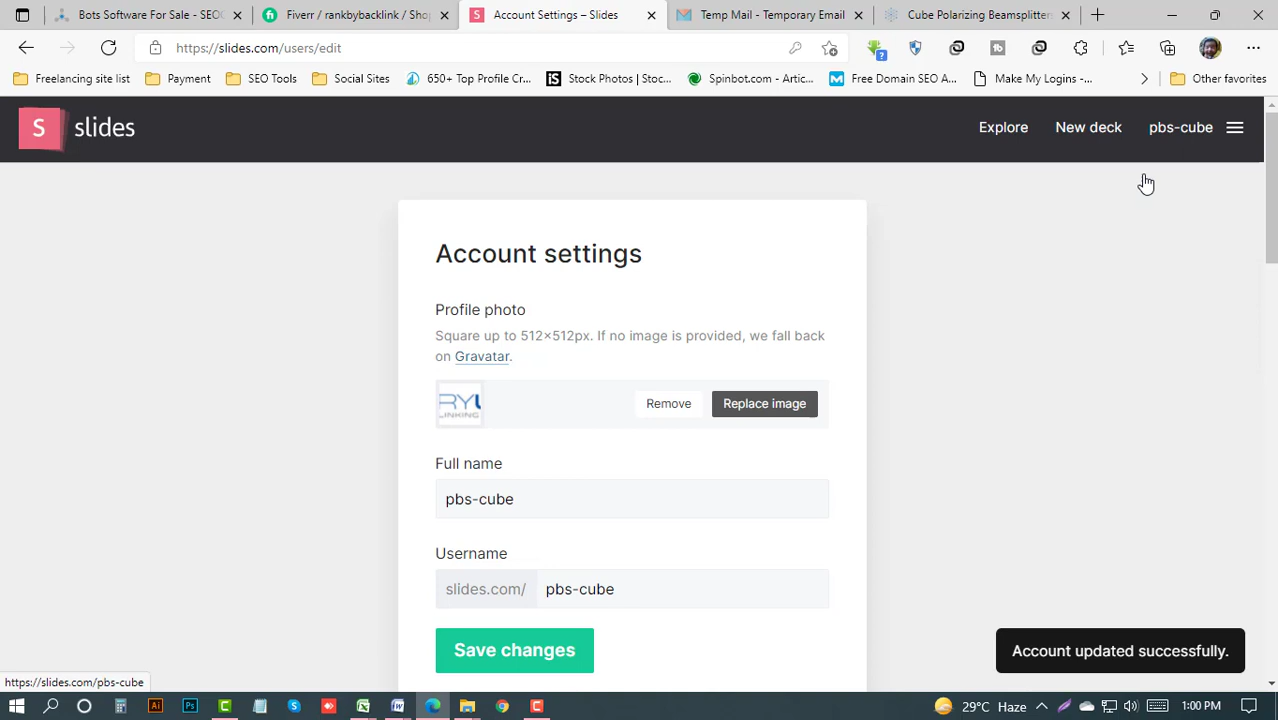 Bots Software For Sale - SEOC
Fiverr / rankbybacklink / Shop
Account Settings – Slides
Temp Mail - Temporary Email
Cube Polarizing Beamsplitters
https://slides.com/users/edit
Freelancing site list
Payment
SEO Tools
Social Sites
650+ Top Profile Cr...
Stock Photos | Stoc...
Spinbot.com - Artic...
Free Domain SEO A...
Make My Logins -...
Other favorites
S slides
Explore
New deck
pbs-cube
Account settings
Profile photo
Square up to 512×512px. If no image is provided, we fall back
on Gravatar.
RYU
LINKING
Remove
Replace image
Full name
pbs-cube
Username
slides.com/ pbs-cube
Save changes
Account updated successfully.
https://slides.com/pbs-cube
29°C Haze
1:00 PM